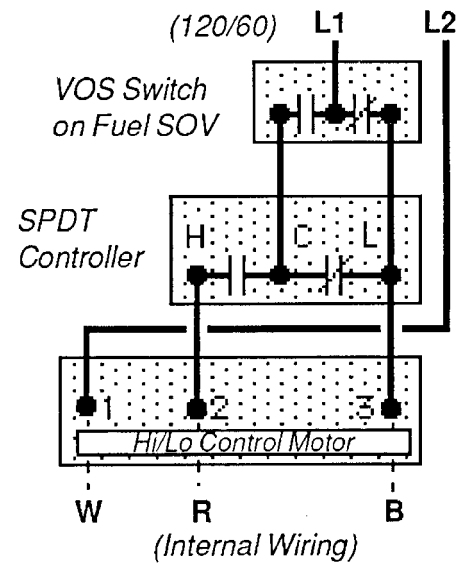 (120/60) L1 L2
VOS Switch
on Fuel SOV
SPDT
Controller
H C L
1 2 3
Hi/Lo Control Motor
W R B
(Internal Wiring)